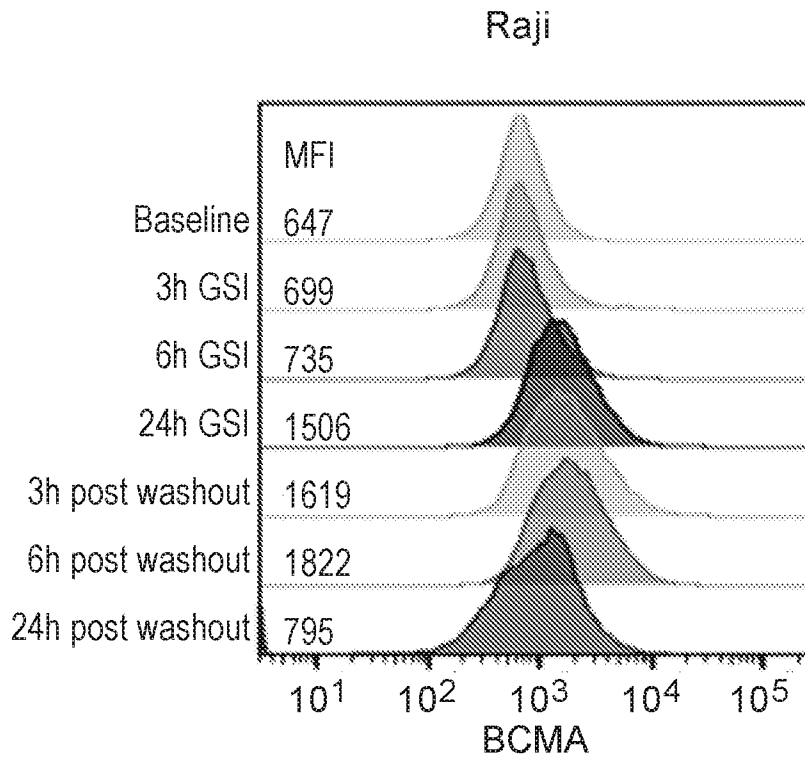 Raji
MFI
Baseline 647
3h GSI 699
6h GSI 735
24h GSI 1506
3h post washout 1619
6h post washout 1822
24h post washout 795
10¹ 10² 10³ 10⁴ 10⁵
BCMA